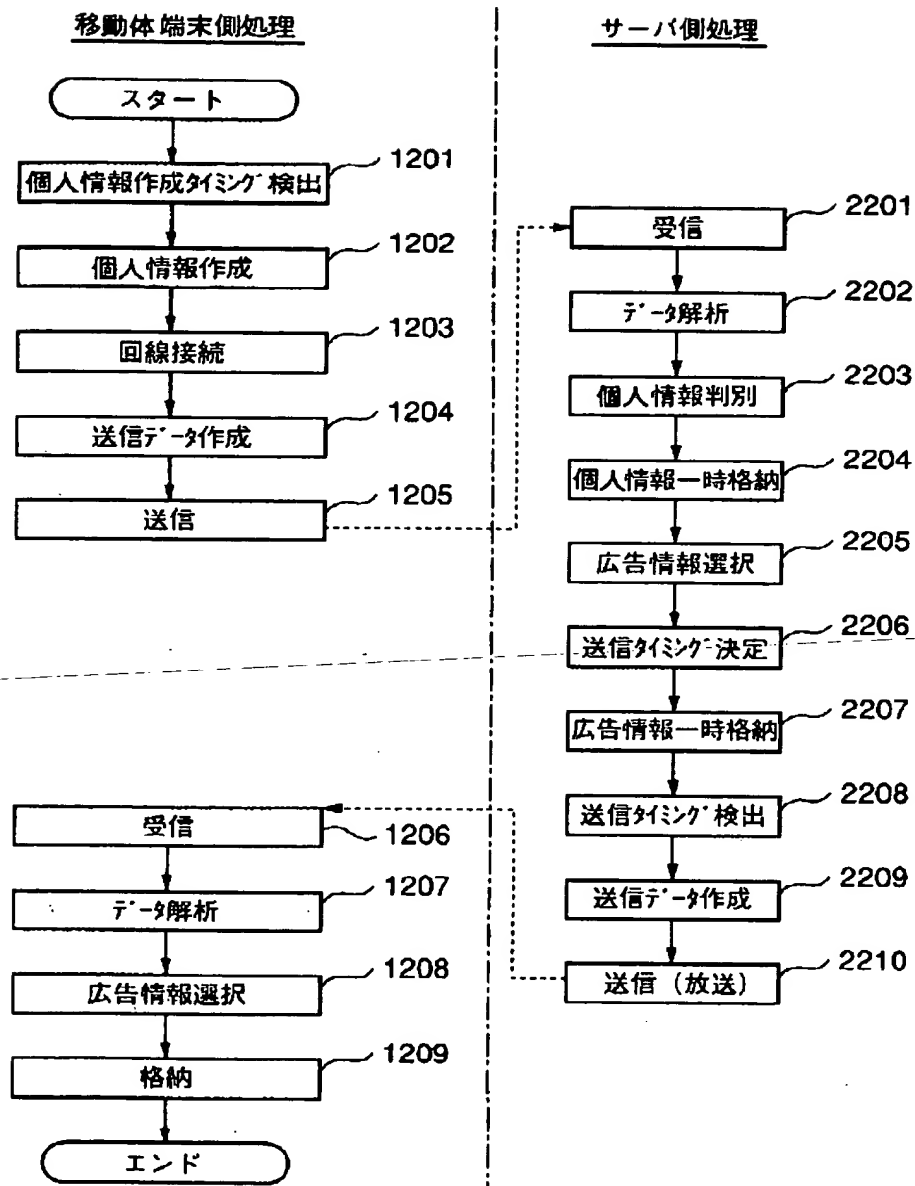 移動体端末側処理
スタート
個人情報作成タイミング検出
1201
個人情報作成
1202
回線接続
1203
送信データ作成
1204
送信
1205
サーバ側処理
受信
2201
データ解析
2202
個人情報判別
2203
個人情報一時格納
2204
広告情報選択
2205
送信タイミング決定
2206
広告情報一時格納
2207
送信タイミング検出
2208
送信データ作成
2209
送信（放送）
2210
受信
1206
データ解析
1207
広告情報選択
1208
格納
1209
エンド